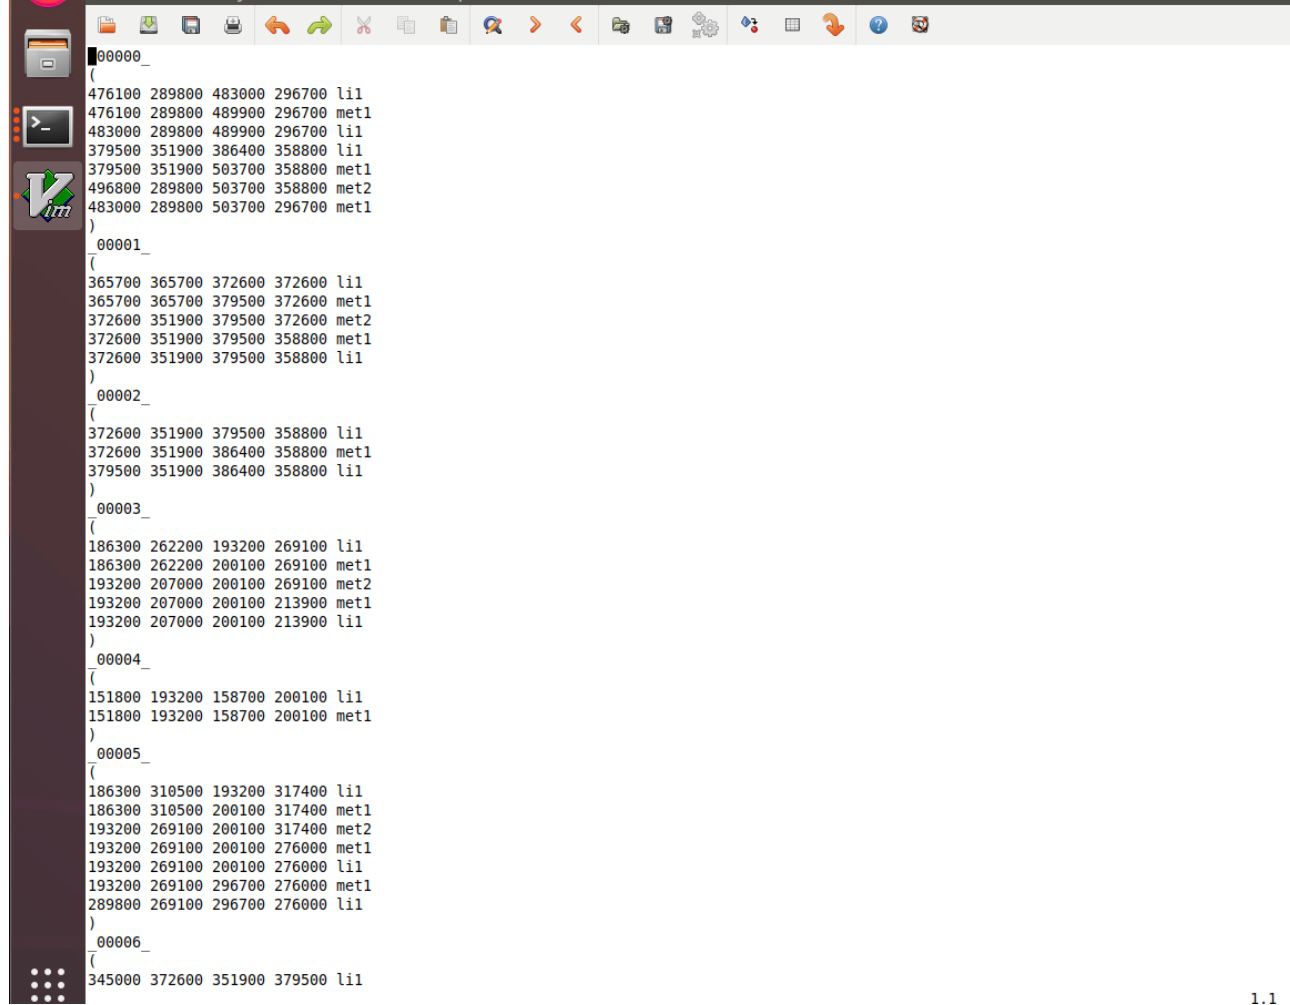 _00000_
(
476100 289800 483000 296700 li1
476100 289800 489900 296700 met1
483000 289800 489900 296700 li1
379500 351900 386400 358800 li1
379500 351900 503700 358800 met1
496800 289800 503700 358800 met2
483000 289800 503700 296700 met1
)
_00001_
(
365700 365700 372600 372600 li1
365700 365700 379500 372600 met1
372600 351900 379500 372600 met2
372600 351900 379500 358800 met1
372600 351900 379500 358800 li1
)
_00002_
(
372600 351900 379500 358800 li1
372600 351900 386400 358800 met1
379500 351900 386400 358800 li1
)
_00003_
(
186300 262200 193200 269100 li1
186300 262200 200100 269100 met1
193200 207000 200100 269100 met2
193200 207000 200100 213900 met1
193200 207000 200100 213900 li1
)
_00004_
(
151800 193200 158700 200100 li1
151800 193200 158700 200100 met1
)
_00005_
(
186300 310500 193200 317400 li1
186300 310500 200100 317400 met1
193200 269100 200100 317400 met2
193200 269100 200100 276000 met1
193200 269100 200100 276000 li1
193200 269100 296700 276000 met1
289800 269100 296700 276000 li1
)
_00006_
(
345000 372600 351900 379500 li1
1.1
Vim